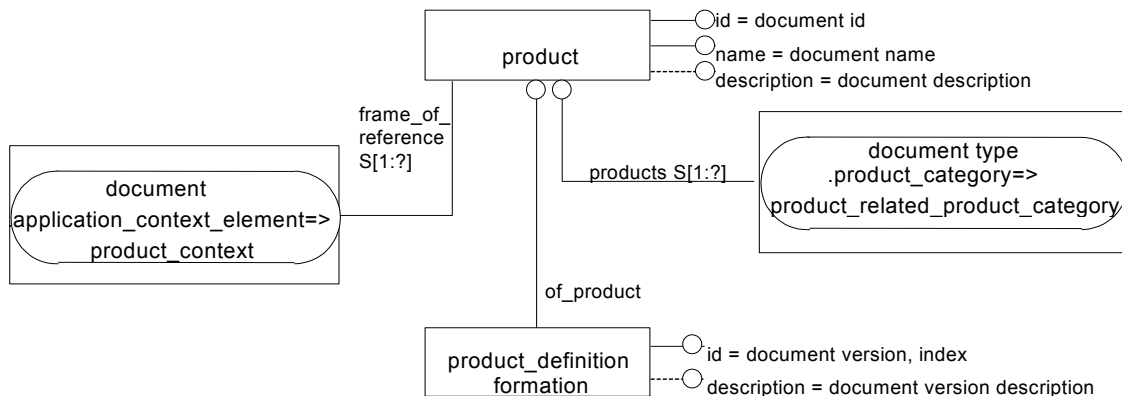 product
id = document id
name = document name
description = document description
frame_of_
reference
S[1:?]
document
.application_context_element=>
product_context
products S[1:?]
document type
.product_category=>
product_related_product_category
of_product
product_definition
formation
id = document version, index
description = document version description